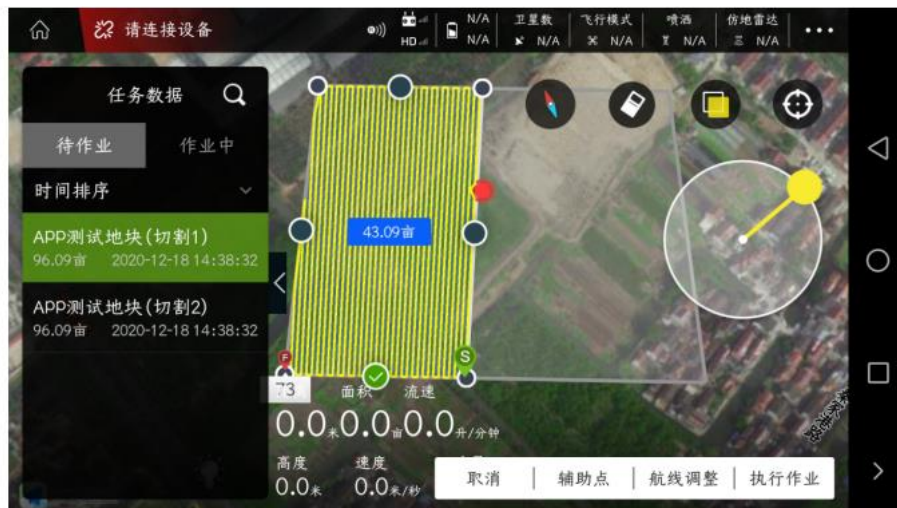 请连接设备
HD
N/A
N/A
卫星数
N/A
飞行模式
N/A
喷洒
N/A
仿地雷达
N/A
任务数据
待作业
作业中
时间排序
APP测试地块(切割1)
96.09亩 2020-12-18 14:38:32
APP测试地块(切割2)
96.09亩 2020-12-18 14:38:32
43.09亩
F
S
73
面积 流速
0.0米 0.0亩 0.0升/分钟
高度 速度
0.0米 0.0米/秒
取消 辅助点 航线调整 执行作业